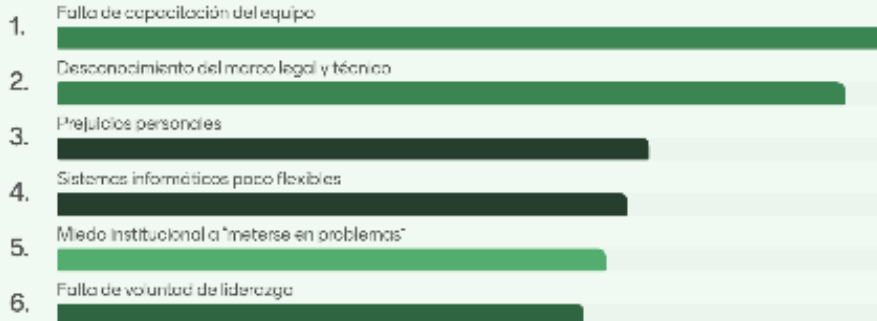 1. Falta de capacitación del equipo
2. Desconocimiento del marco legal y técnico
3. Prejuicios personales
4. Sistemas informáticos poco flexibles
5. Miedo institucional a "meterse en problemas"
6. Falta de voluntad de liderazgo